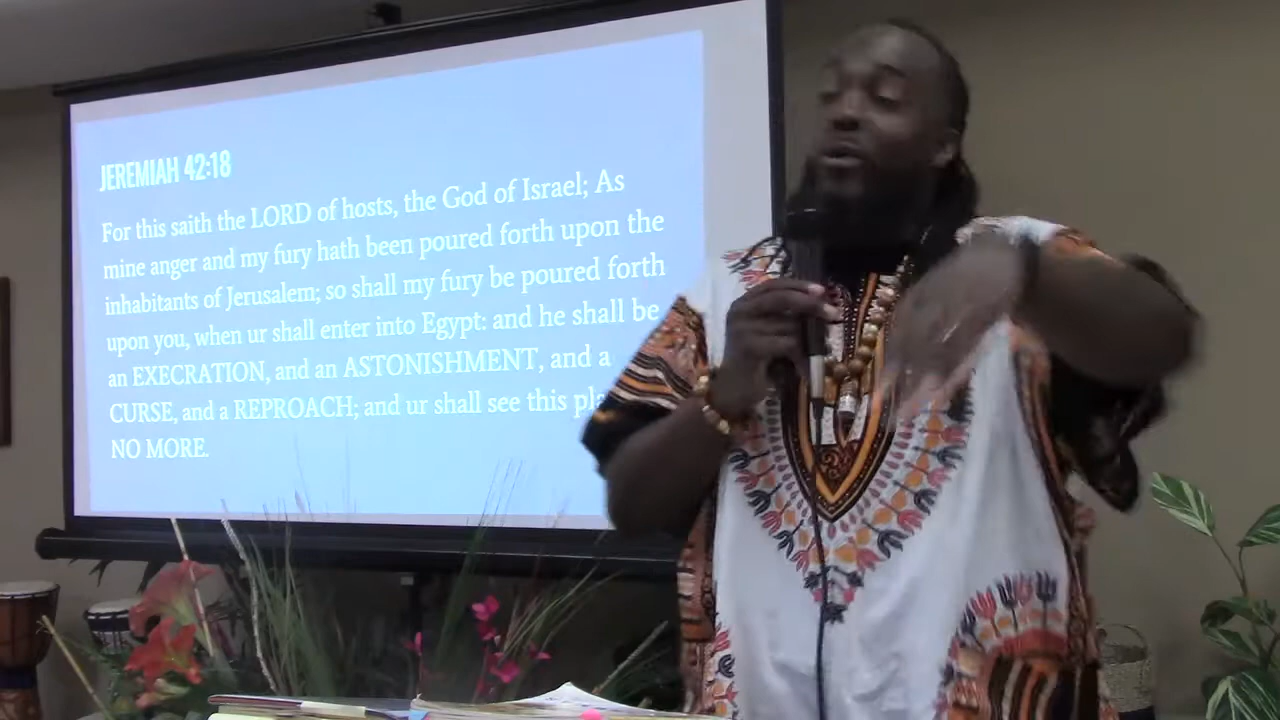 JEREMIAH 42:18
For this saith the LORD of hosts, the God of Israel; As
mine anger and my fury hath been poured forth upon the
inhabitants of Jerusalem; so shall my fury be poured forth
upon you, when ur shall enter into Egypt: and he shall be
an EXECRATION, and an ASTONISHMENT, and a
CURSE, and a REPROACH; and ur shall see this
NO MORE.